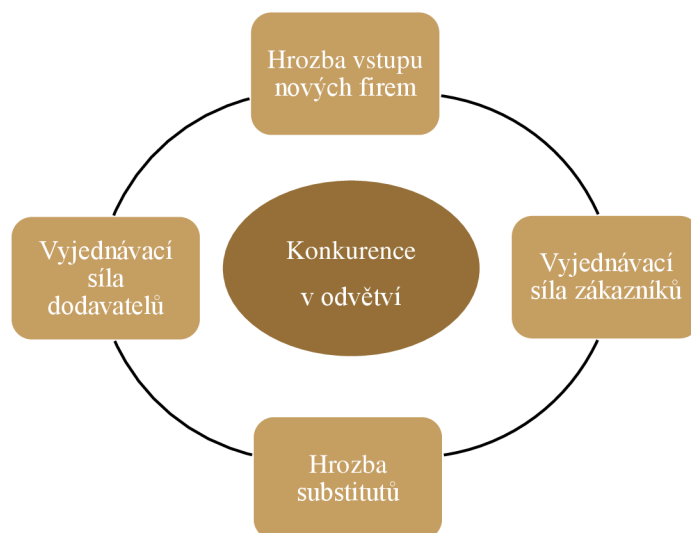 Hrozba vstupu
nových firem
Vyjednávací
síla
dodavatelů
Konkurence
v odvětví
Vyjednávací
síla zákazníků
Hrozba
substitutů